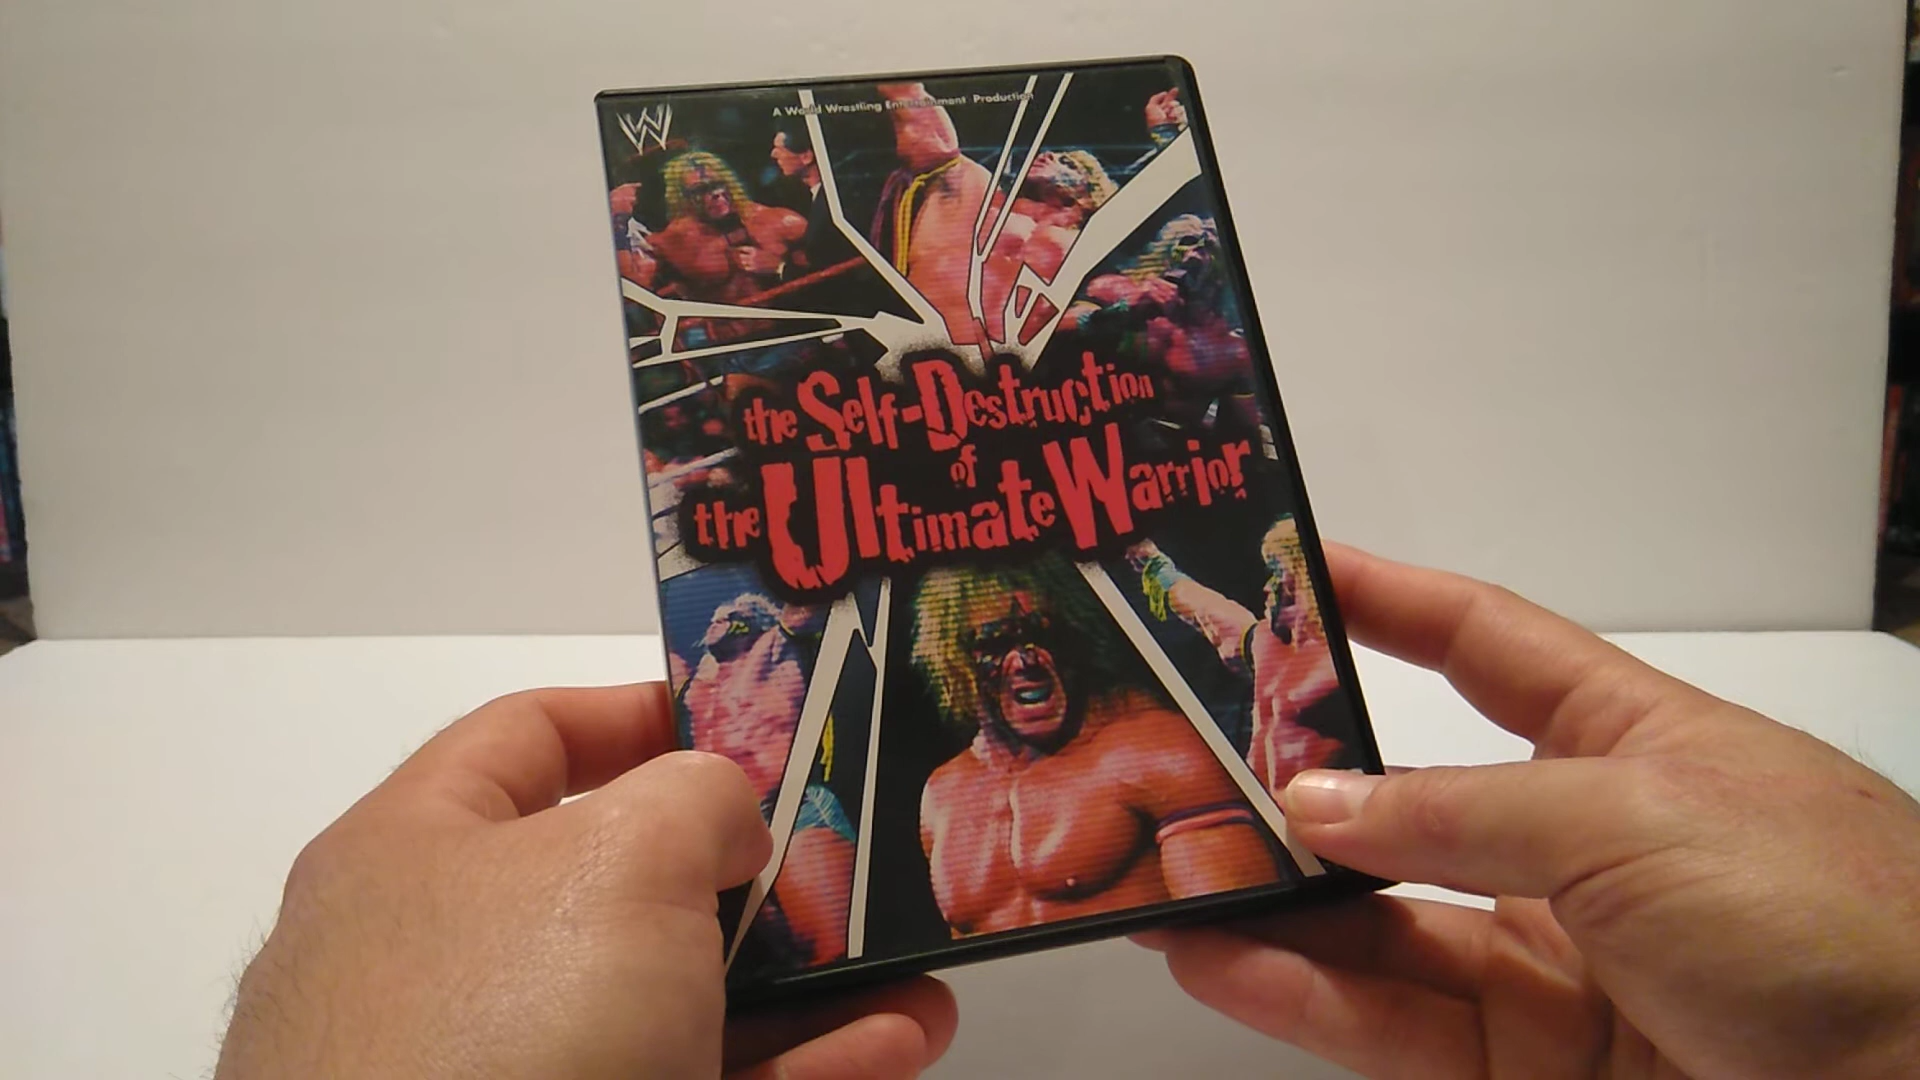 W
A World Wrestling Entertainment Production
the Self-Destruction
of
the Ultimate Warrior